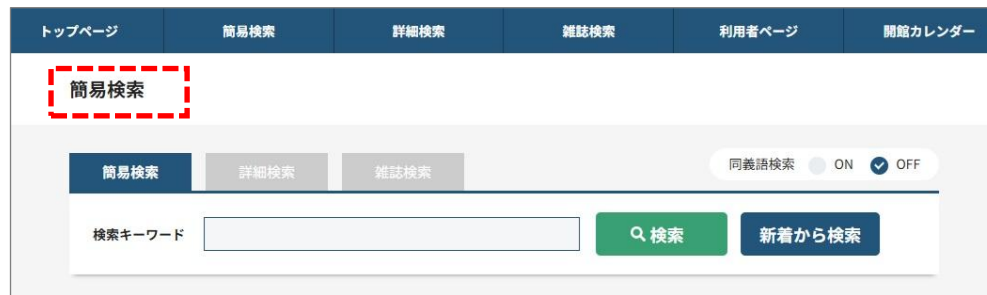 トップページ 簡易検索 詳細検索 雑誌検索 利用者ページ 開館カレンダー
簡易検索
簡易検索 詳細検索 雑誌検索 同義語検索 ON OFF
検索キーワード 検索 新着から検索